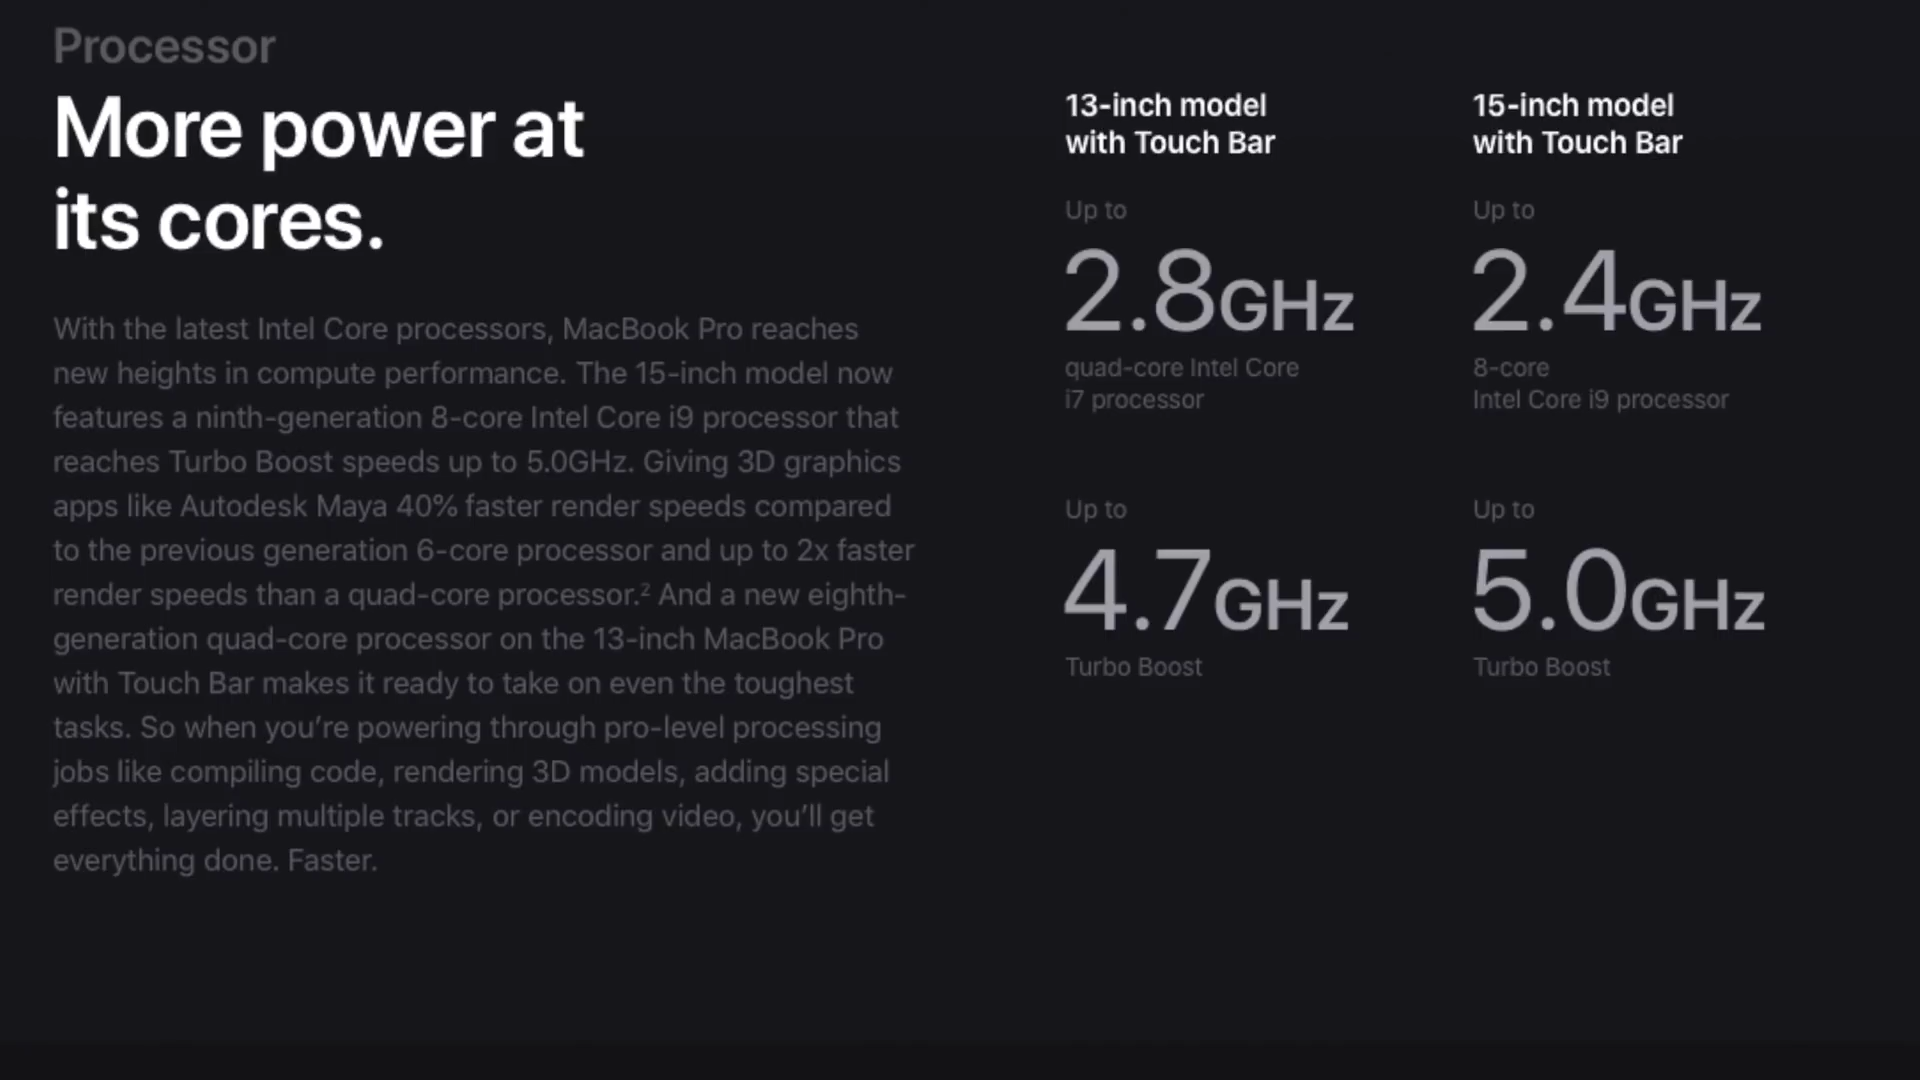 Processor
More power at
its cores.
With the latest Intel Core processors, MacBook Pro reaches
new heights in compute performance. The 15-inch model now
features a ninth-generation 8-core Intel Core i9 processor that
reaches Turbo Boost speeds up to 5.0GHz. Giving 3D graphics
apps like Autodesk Maya 40% faster render speeds compared
to the previous generation 6-core processor and up to 2x faster
render speeds than a quad-core processor.² And a new eighth-
generation quad-core processor on the 13-inch MacBook Pro
with Touch Bar makes it ready to take on even the toughest
tasks. So when you’re powering through pro-level processing
jobs like compiling code, rendering 3D models, adding special
effects, layering multiple tracks, or encoding video, you’ll get
everything done. Faster.
13-inch model
with Touch Bar
Up to
2.8GHz
quad-core Intel Core
i7 processor
Up to
4.7GHz
Turbo Boost
15-inch model
with Touch Bar
Up to
2.4GHz
8-core
Intel Core i9 processor
Up to
5.0GHz
Turbo Boost